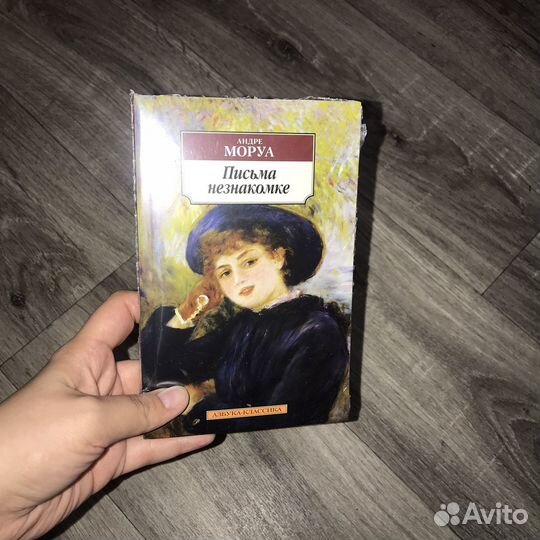 АНДРЕ
МОРУА
Письма
незнакомке
АЗБУКА-КЛАССИКА
Avito